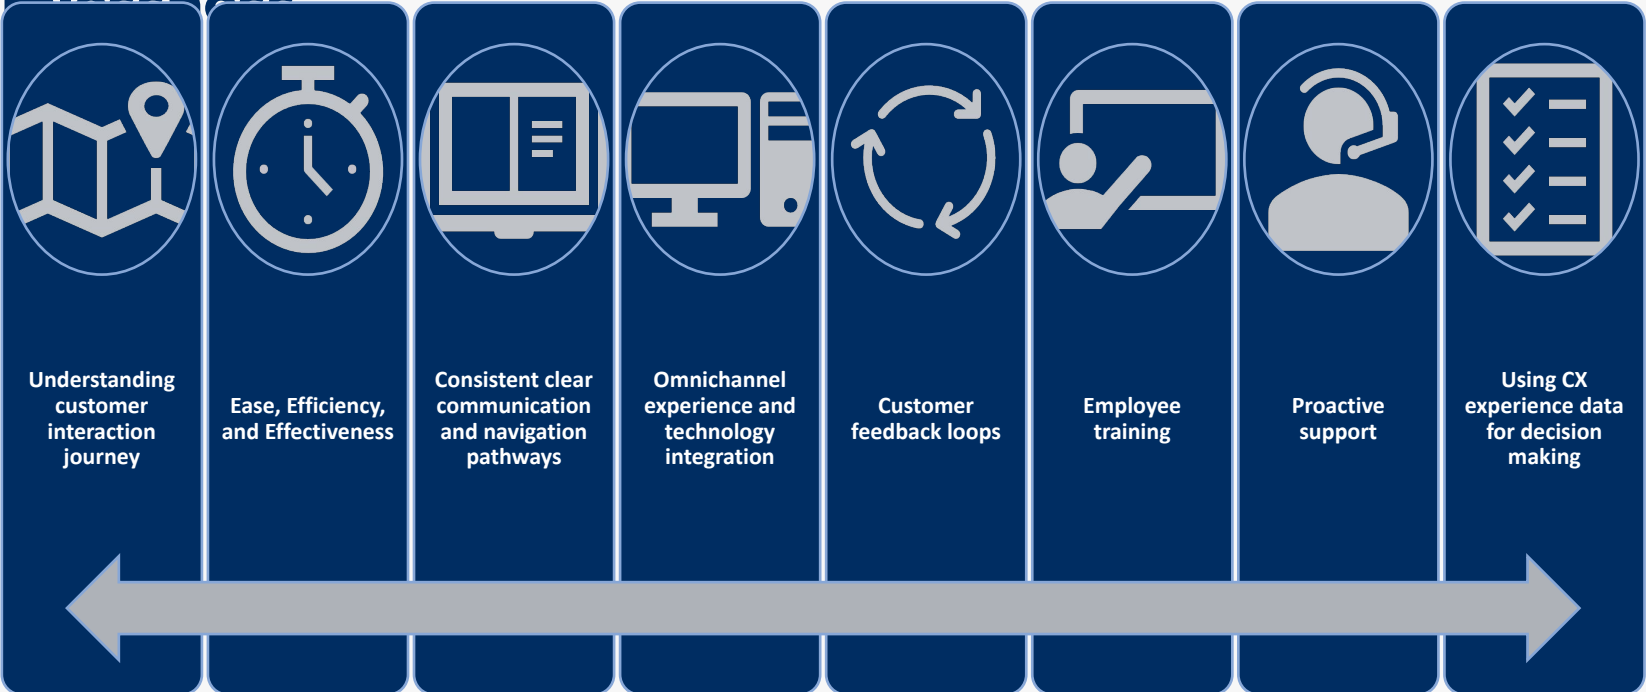 Understanding
customer
interaction
journey
Ease, Efficiency,
and Effectiveness
Consistent clear
communication
and navigation
pathways
Omnichannel
experience and
technology
integration
Customer
feedback loops
Employee
training
Proactive
support
Using CX
experience data
for decision
making